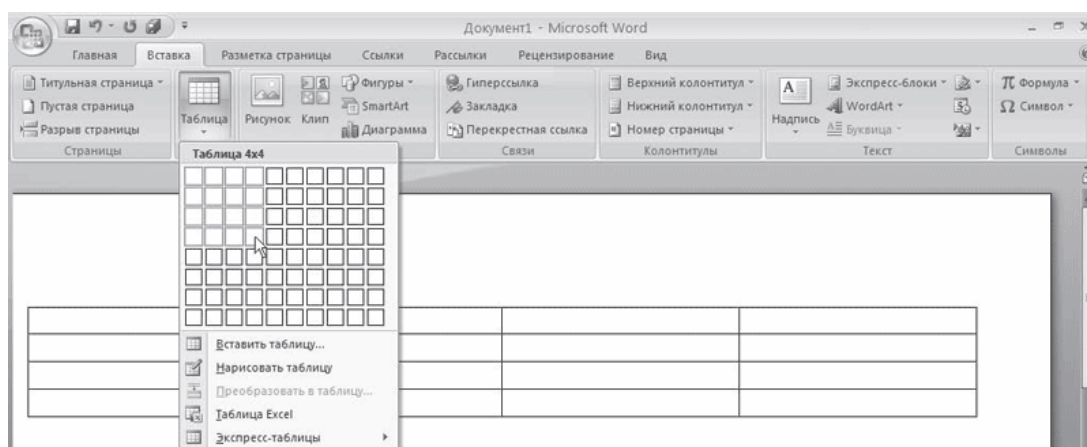 Документ1 - Microsoft Word
Главная Вставка Разметка страницы Ссылки Рассылки Рецензирование Вид
Титульная страница
Пустая страница
Разрыв страницы
Страницы
Таблица
Рисунок
Клип
Фигуры
SmartArt
Диаграмма
Гиперссылка
Закладка
Перекрестная ссылка
Связи
Верхний колонтитул
Нижний колонтитул
Номер страницы
Колонтитулы
Надпись
Экспресс-блоки
WordArt
Буквица
Текст
π Формула
Ω Символ
Символы
Таблица 4x4
Вставить таблицу...
Нарисовать таблицу
Преобразовать в таблицу...
Таблица Excel
Экспресс-таблицы